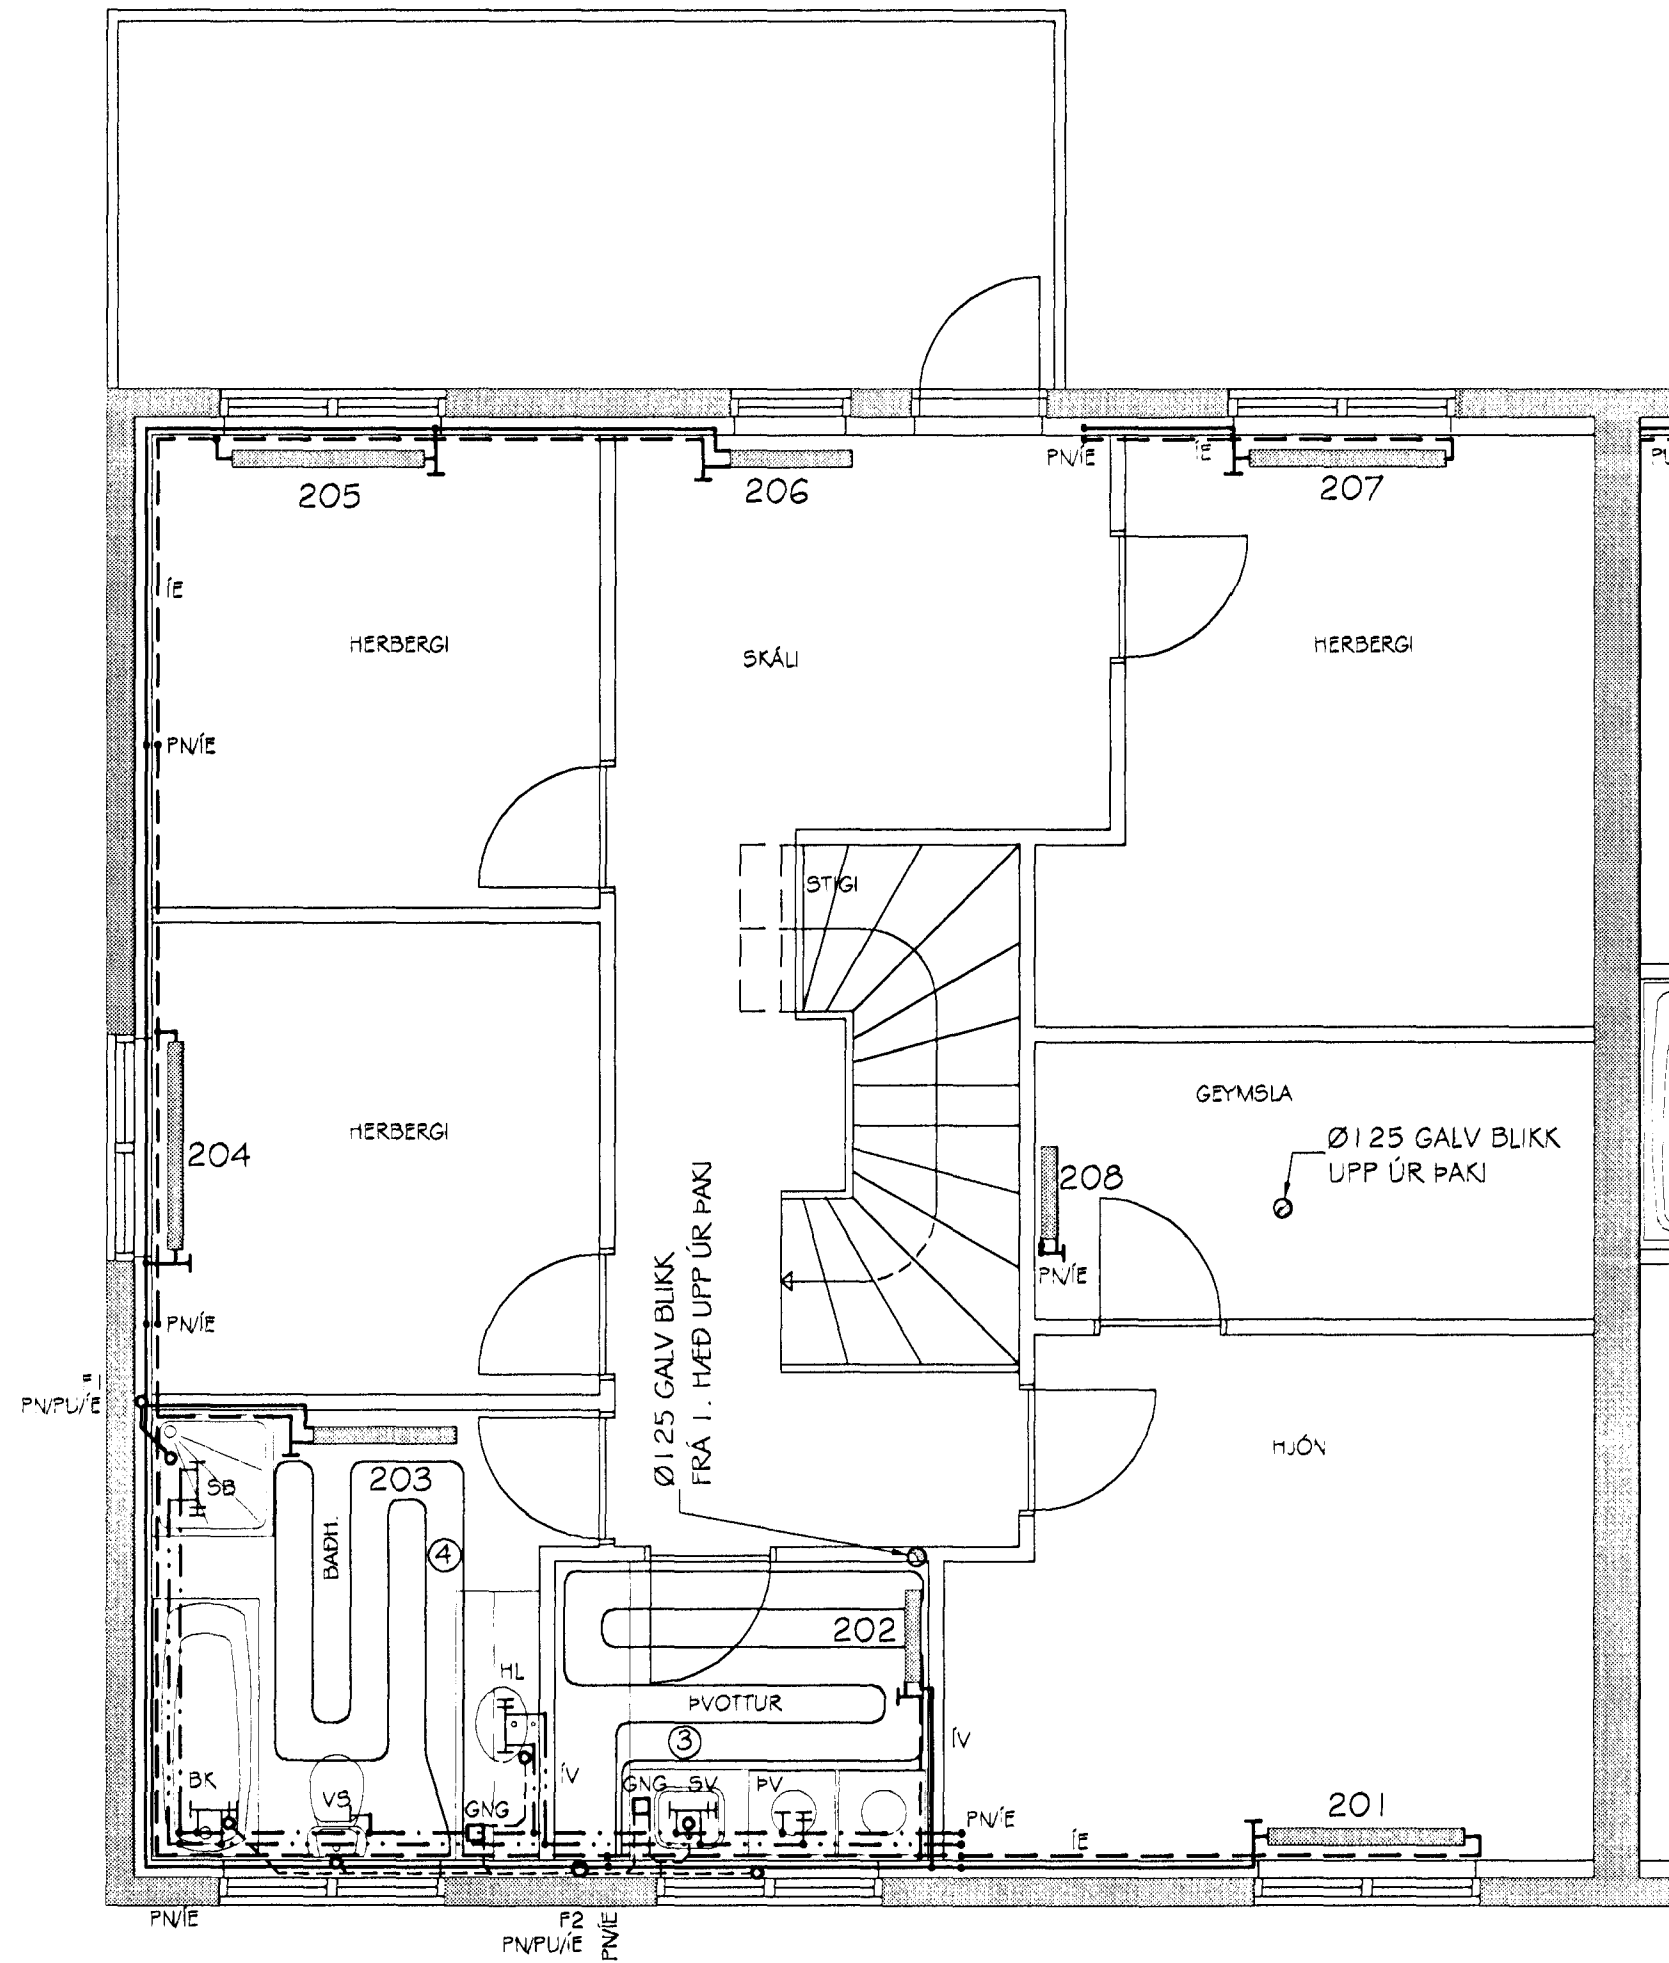 PN/ÍE
ÍE
205
206
207
ÍE
HERBERGI
SKÁLI
HERBERGI
PN/ÍE
STIGI
GEYMSLA
HERBERGI
204
Ø125 GALV BLIKK
UPP ÚR ÞAKI
208
PN/ÍE
Ø125 GALV BLIKK
FRÁ 1. HÆÐ UPP ÚR ÞAKI
PN/ÍE
F1
PN/PU/ÍE
HJÓN
203
SB
BAÐH.
4
202
HL
ÞVOTTUR
3
ÍV
ÍV
BK
VS
GNG
GNG
SV
ÞV
PN/ÍE
ÍE
201
PN/ÍE
F2
PN/PU/ÍE
PN/ÍE